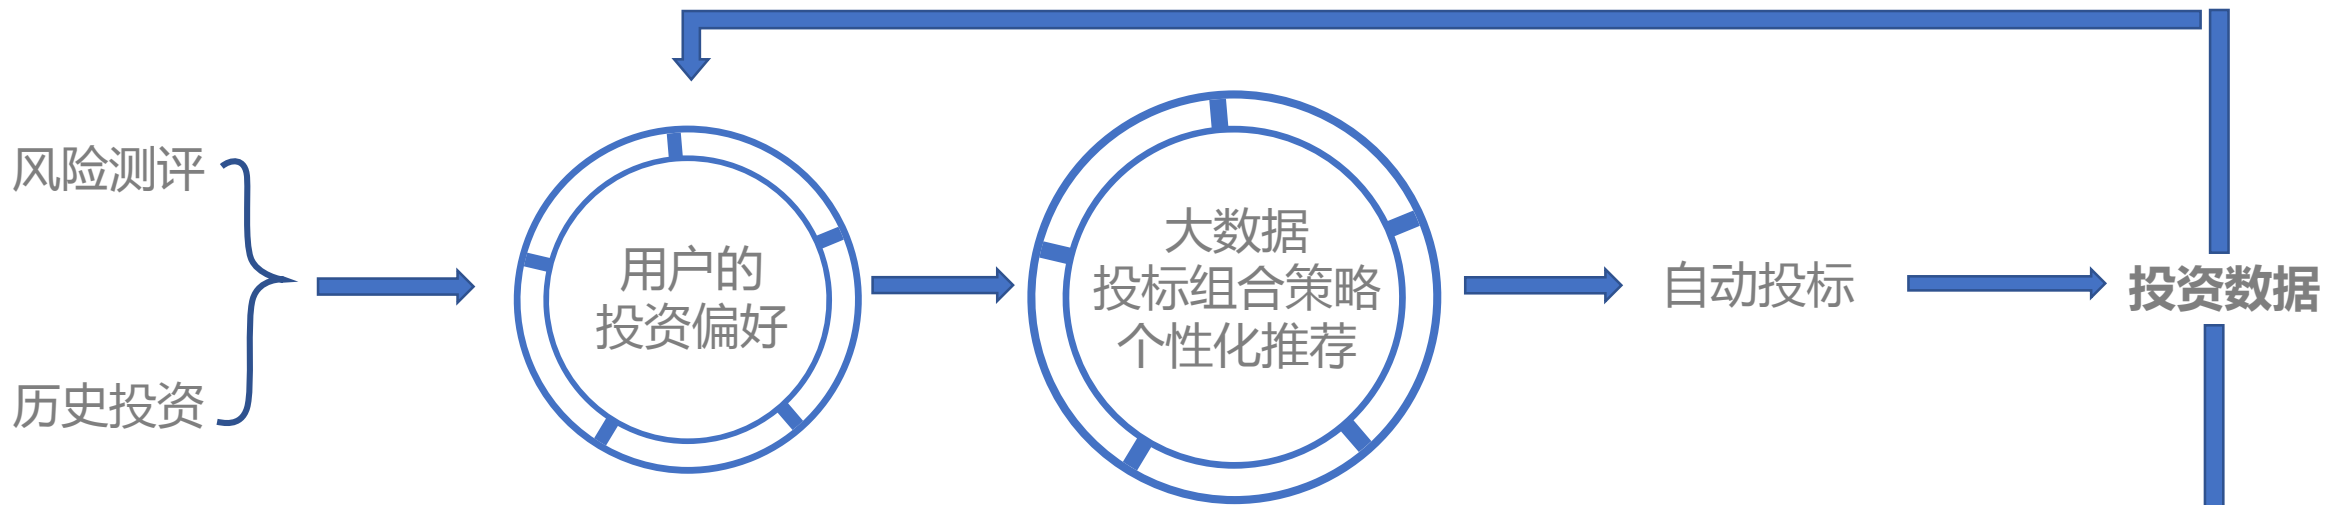 风险测评
历史投资
用户的
投资偏好
大数据
投标组合策略
个性化推荐
自动投标
投资数据